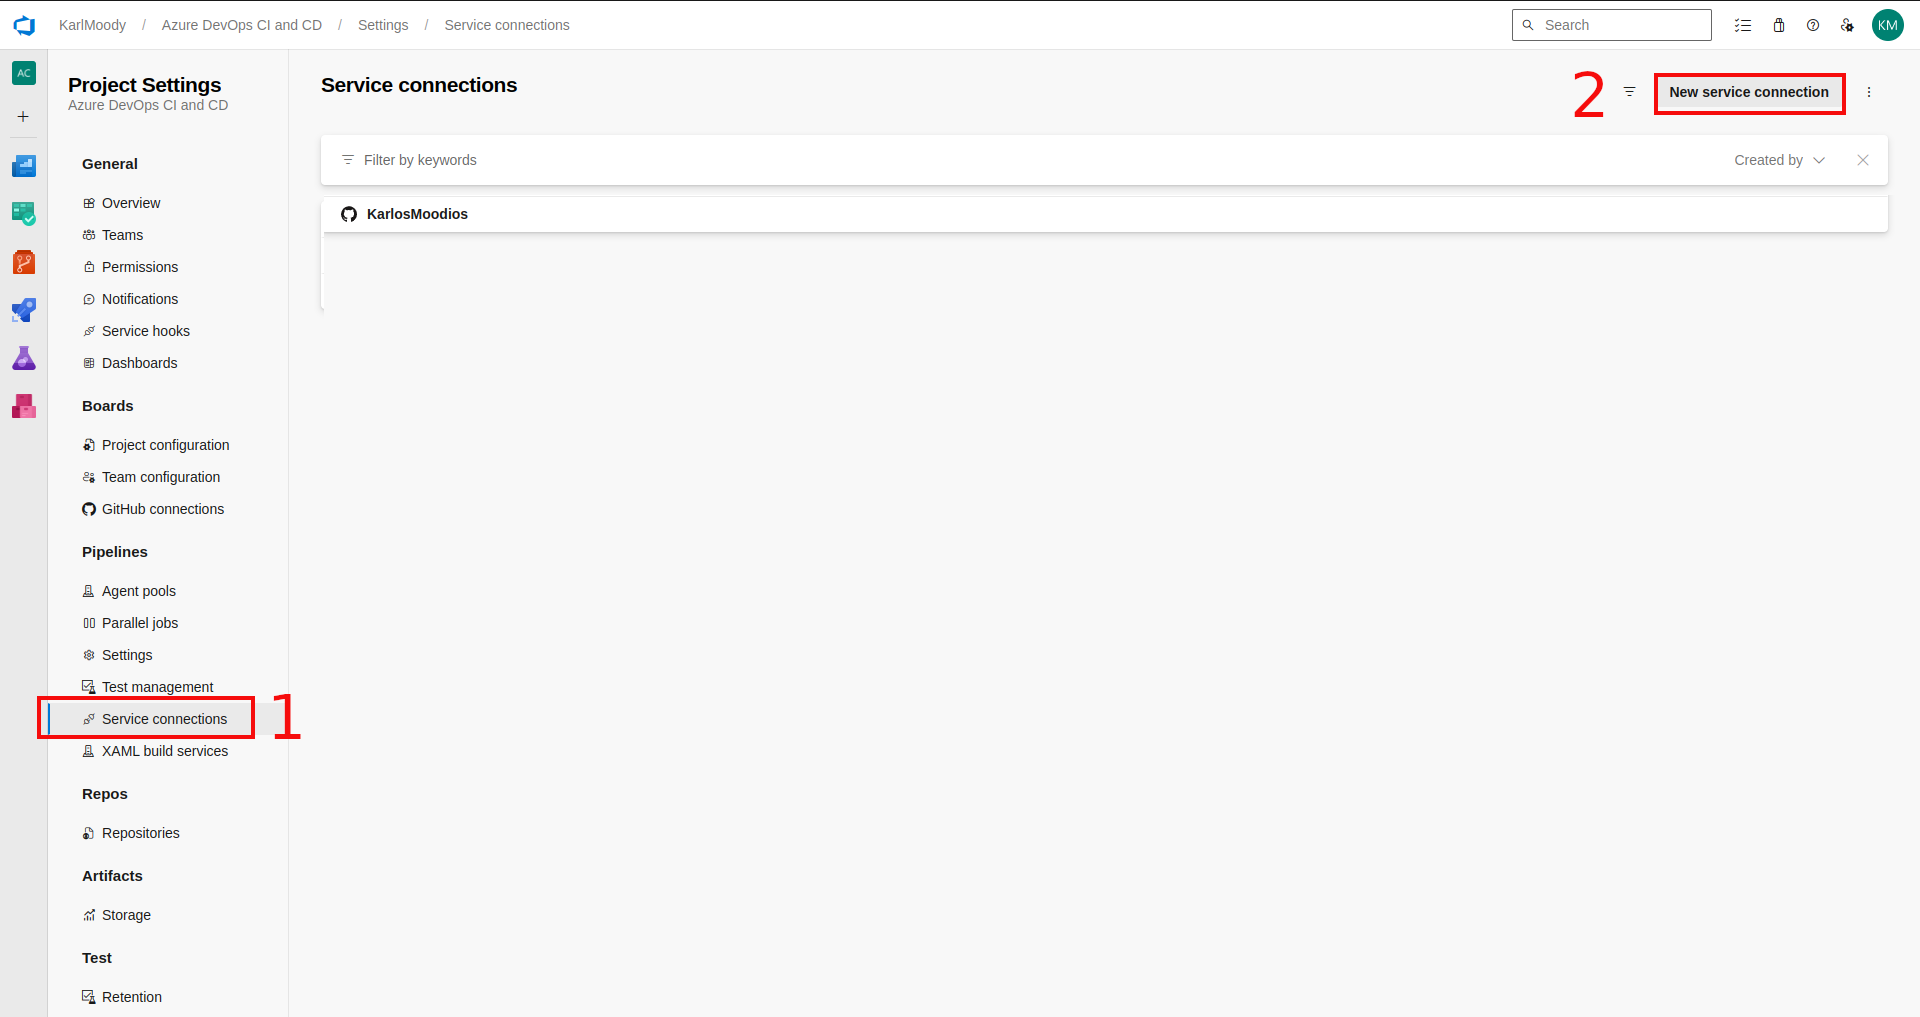 KarlMoody / Azure DevOps CI and CD / Settings / Service connections
Search
KM
AC
Project Settings
Azure DevOps CI and CD
General
Overview
Teams
Permissions
Notifications
Service hooks
Dashboards
Boards
Project configuration
Team configuration
GitHub connections
Pipelines
Agent pools
Parallel jobs
Settings
Test management
Service connections
1
XAML build services
Repos
Repositories
Artifacts
Storage
Test
Retention
Service connections
2
New service connection
Filter by keywords
Created by
KarlosMoodios